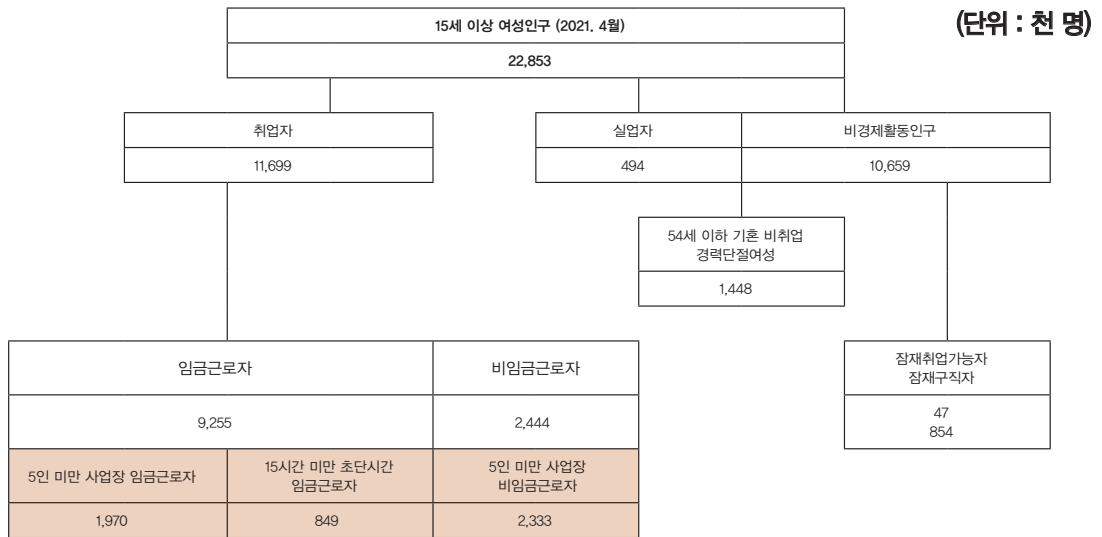 (단위 : 천 명)
15세 이상 여성인구 (2021. 4월)
22,853
취업자
실업자
비경제활동인구
11,699
494
10,659
54세 이하 기혼 비취업
경력단절여성
1,448
임금근로자
비임금근로자
잠재취업가능자
잠재구직자
9,255
2,444
47
854
5인 미만 사업장 임금근로자
15시간 미만 초단시간
임금근로자
5인 미만 사업장
비임금근로자
1,970
849
2,333